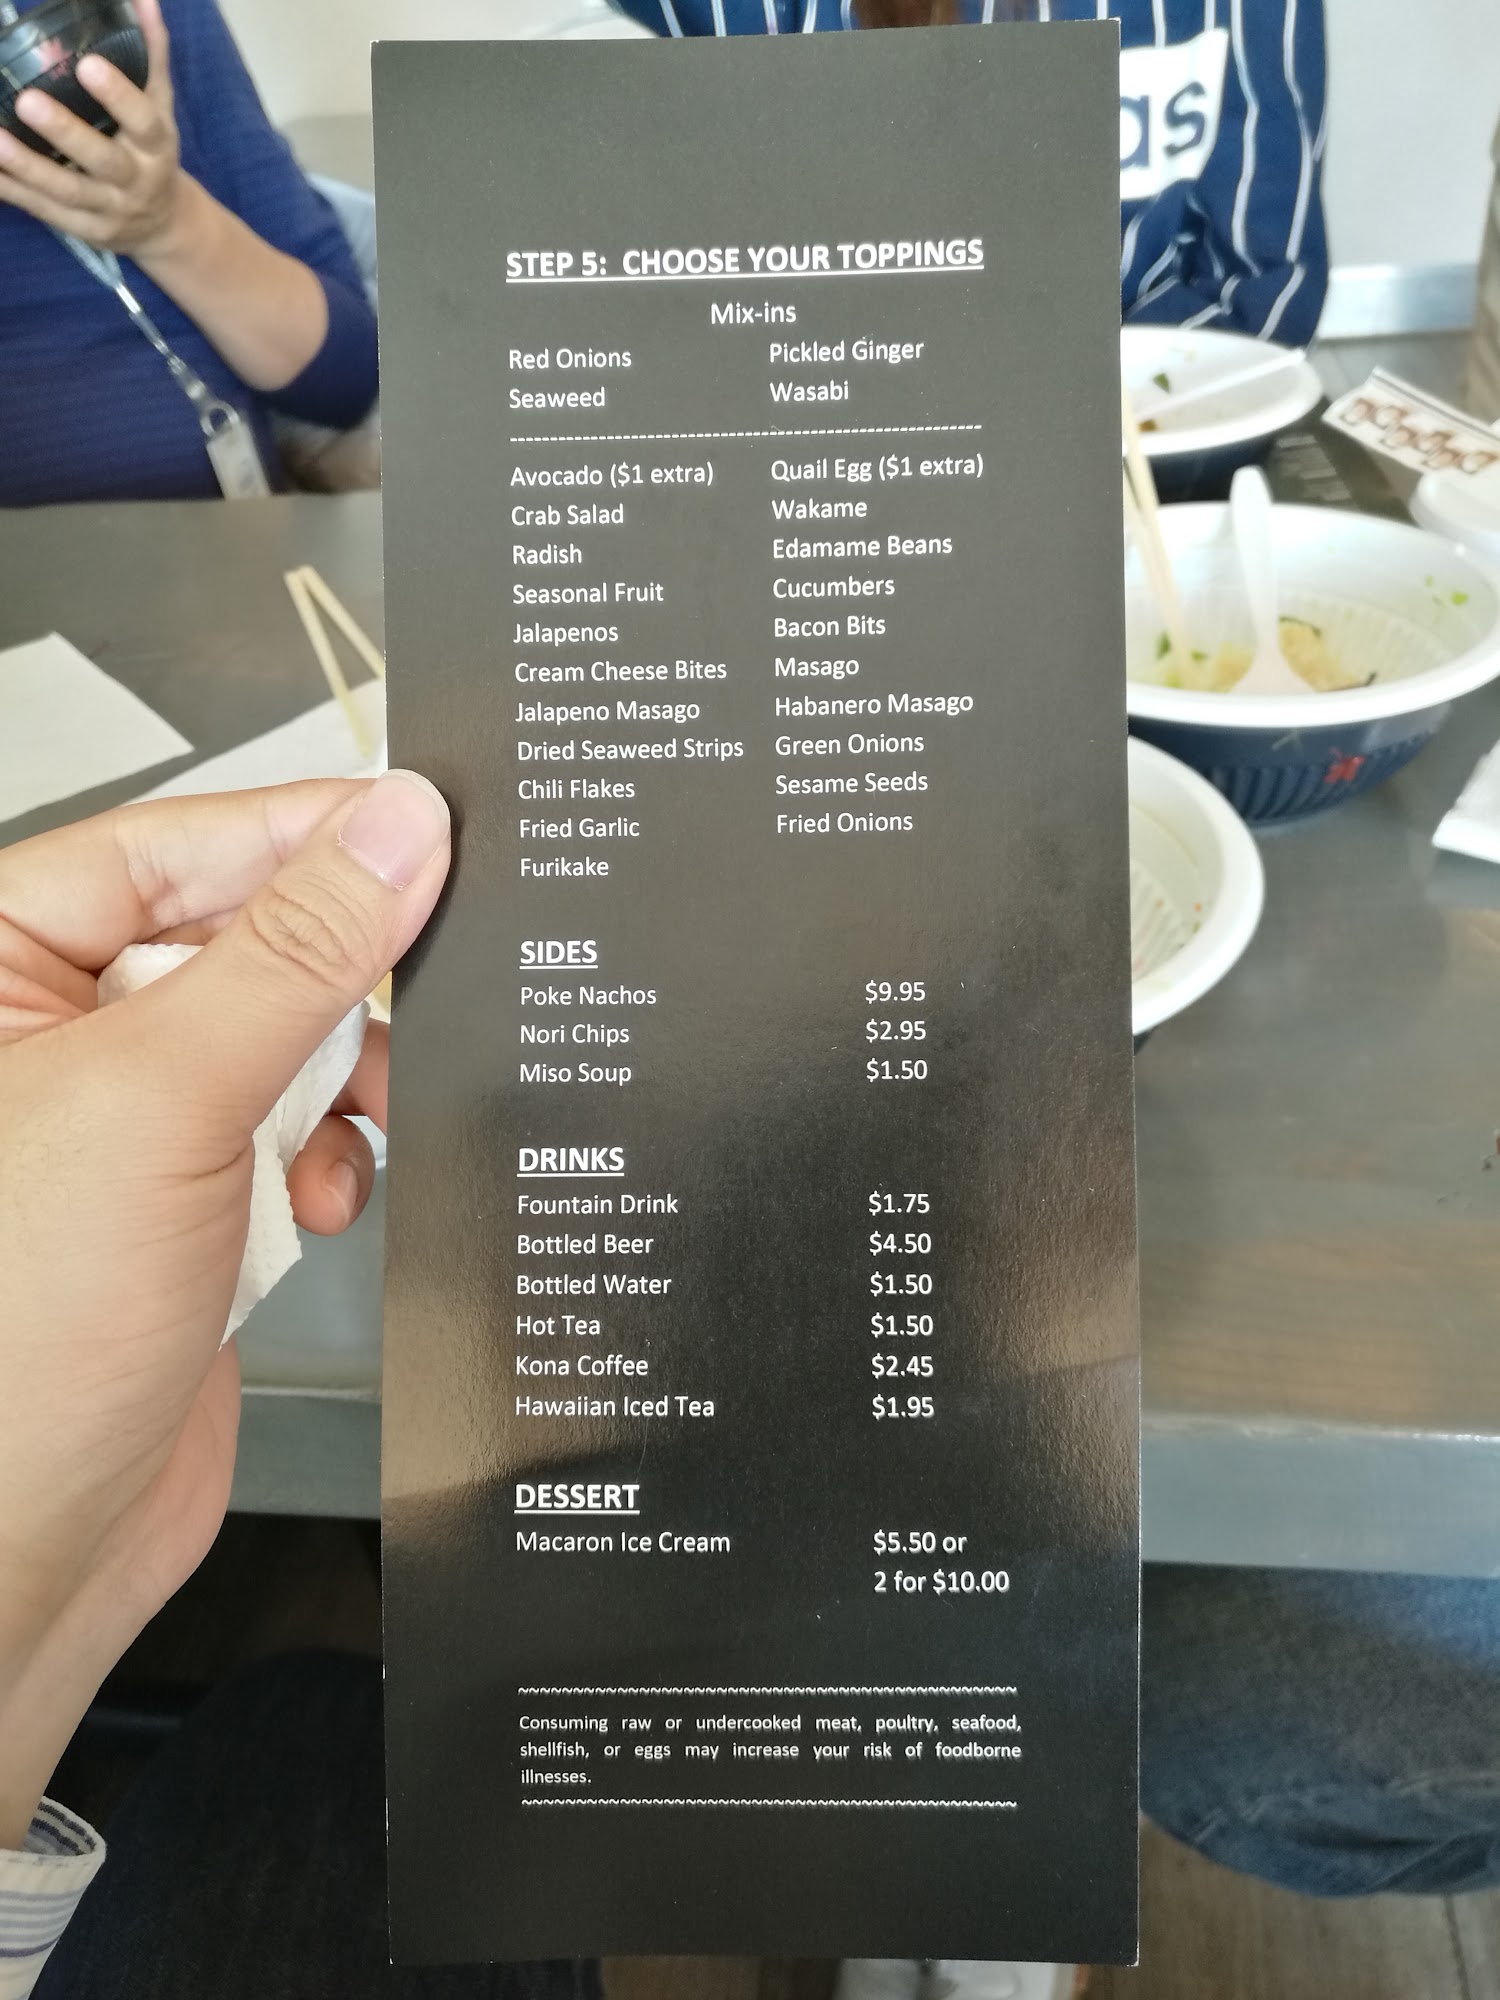 as
STEP 5: CHOOSE YOUR TOPPINGS
Mix-ins
Red Onions Pickled Ginger
Seaweed Wasabi
------------------------------------------------------------
Avocado ($1 extra) Quail Egg ($1 extra)
Crab Salad Wakame
Radish Edamame Beans
Seasonal Fruit Cucumbers
Jalapenos Bacon Bits
Cream Cheese Bites Masago
Jalapeno Masago Habanero Masago
Dried Seaweed Strips Green Onions
Chili Flakes Sesame Seeds
Fried Garlic Fried Onions
Furikake
SIDES
Poke Nachos $9.95
Nori Chips $2.95
Miso Soup $1.50
DRINKS
Fountain Drink $1.75
Bottled Beer $4.50
Bottled Water $1.50
Hot Tea $1.50
Kona Coffee $2.45
Hawaiian Iced Tea $1.95
DESSERT
Macaron Ice Cream $5.50 or
2 for $10.00
~~~~~~~~~~~~~~~~~~~~~~~~~~~~~~~~~~~~~~~~
Consuming raw or undercooked meat, poultry, seafood,
shellfish, or eggs may increase your risk of foodborne
illnesses.
~~~~~~~~~~~~~~~~~~~~~~~~~~~~~~~~~~~~~~~~